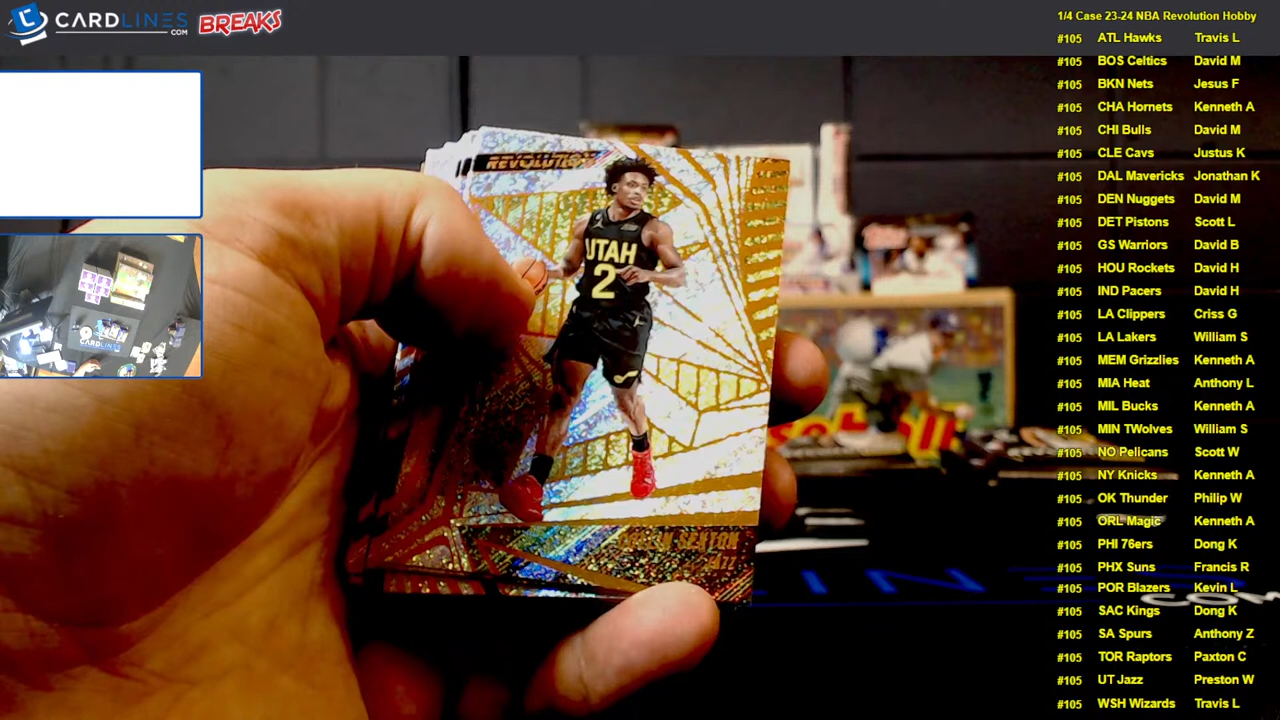 CARDLINES
.COM
BREAKS
1/4 Case 23-24 NBA Revolution Hobby
#105 ATL Hawks Travis L
#105 BOS Celtics David M
#105 BKN Nets Jesus F
#105 CHA Hornets Kenneth A
#105 CHI Bulls David M
#105 CLE Cavs Justus K
#105 DAL Mavericks Jonathan K
#105 DEN Nuggets David M
#105 DET Pistons Scott L
#105 GS Warriors David B
#105 HOU Rockets David H
#105 IND Pacers David H
#105 LA Clippers Criss G
#105 LA Lakers William S
#105 MEM Grizzlies Kenneth A
#105 MIA Heat Anthony L
#105 MIL Bucks Kenneth A
#105 MIN TWolves William S
#105 NO Pelicans Scott W
#105 NY Knicks Kenneth A
#105 OK Thunder Philip W
#105 ORL Magic Kenneth A
#105 PHI 76ers Dong K
#105 PHX Suns Francis R
#105 POR Blazers Kevin L
#105 SAC Kings Dong K
#105 SA Spurs Anthony Z
#105 TOR Raptors Paxton C
#105 UT Jazz Preston W
#105 WSH Wizards Travis L
REVOLUTION
UTAH
2
SEXTON